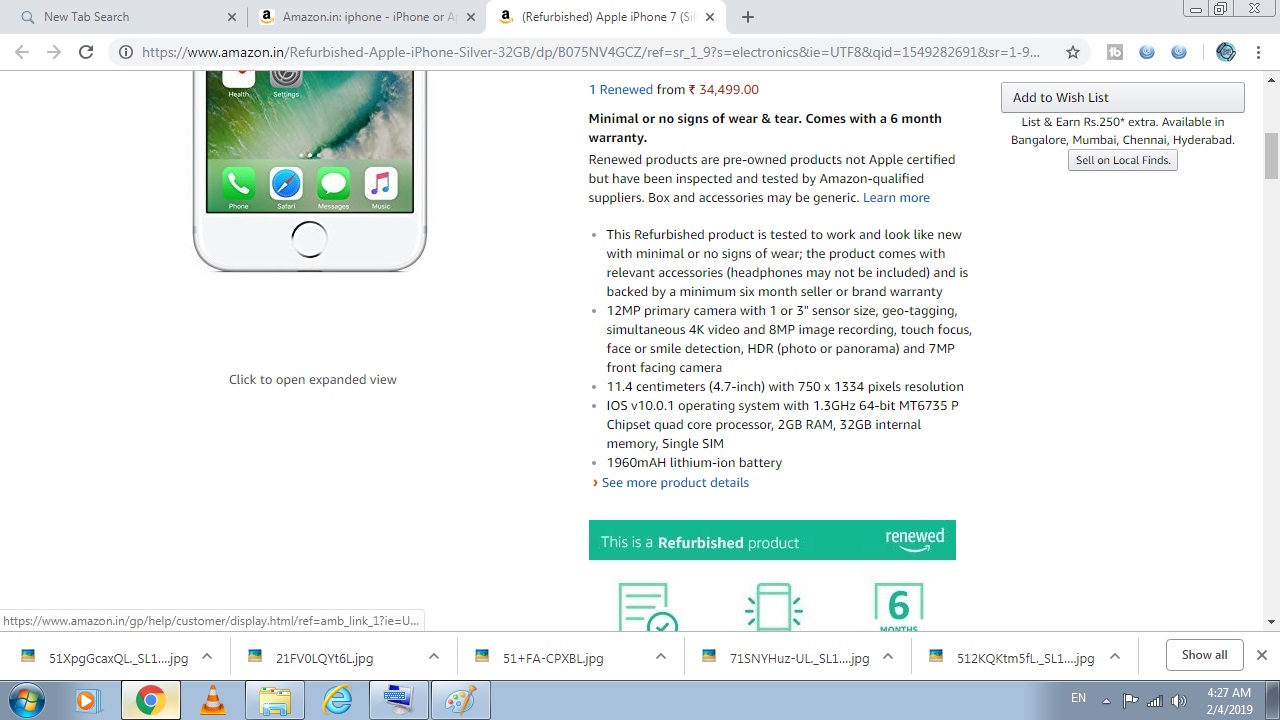 New Tab Search
Amazon.in: iphone - iPhone or A
(Refurbished) Apple iPhone 7 (Sil
https://www.amazon.in/Refurbished-Apple-iPhone-Silver-32GB/dp/B075NV4GCZ/ref=sr_1_9?s=electronics&ie=UTF8&qid=1549282691&sr=1-9...
Health
Settings
Phone
Safari
Messages
Music
Click to open expanded view
1 Renewed from ₹ 34,499.00
Minimal or no signs of wear & tear. Comes with a 6 month
warranty.
Renewed products are pre-owned products not Apple certified
but have been inspected and tested by Amazon-qualified
suppliers. Box and accessories may be generic. Learn more
• This Refurbished product is tested to work and look like new
with minimal or no signs of wear; the product comes with
relevant accessories (headphones may not be included) and is
backed by a minimum six month seller or brand warranty
• 12MP primary camera with 1 or 3" sensor size, geo-tagging,
simultaneous 4K video and 8MP image recording, touch focus,
face or smile detection, HDR (photo or panorama) and 7MP
front facing camera
• 11.4 centimeters (4.7-inch) with 750 x 1334 pixels resolution
• IOS v10.0.1 operating system with 1.3GHz 64-bit MT6735 P
Chipset quad core processor, 2GB RAM, 32GB internal
memory, Single SIM
• 1960mAH lithium-ion battery
› See more product details
This is a Refurbished product
renewed
6
MONTHS
Add to Wish List
List & Earn Rs.250* extra. Available in
Bangalore, Mumbai, Chennai, Hyderabad.
Sell on Local Finds.
https://www.amazon.in/gp/help/customer/display.html/ref=amb_link_1?ie=U...
51XpgGcaxQL_SL1....jpg
21FV0LQYt6L.jpg
51+FA-CPXBL.jpg
71SNYHuz-UL_SL1....jpg
512KQKtm5fL._SL1....jpg
Show all
EN
4:27 AM
2/4/2019